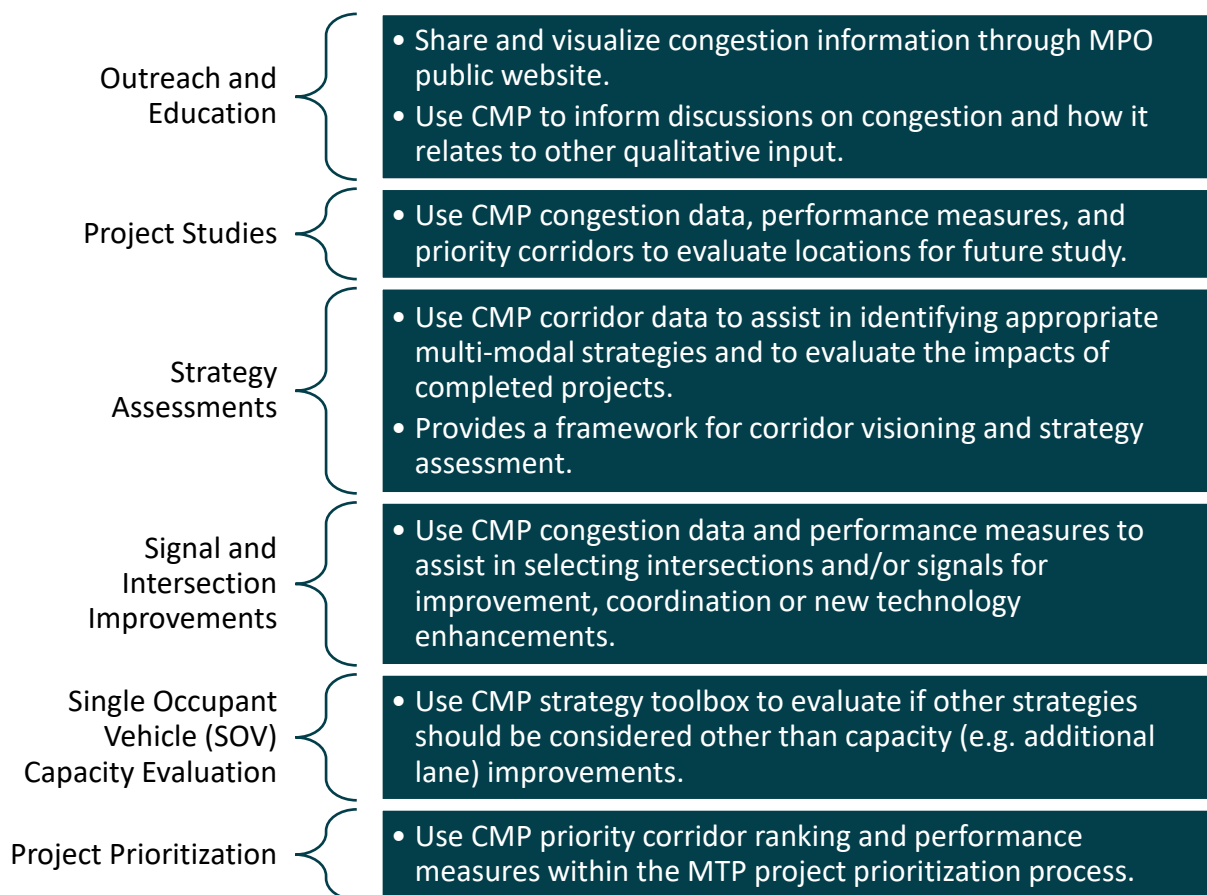 Outreach and
Education
• Share and visualize congestion information through MPO
public website.
• Use CMP to inform discussions on congestion and how it
relates to other qualitative input.
Project Studies
• Use CMP congestion data, performance measures, and
priority corridors to evaluate locations for future study.
Strategy
Assessments
• Use CMP corridor data to assist in identifying appropriate
multi-modal strategies and to evaluate the impacts of
completed projects.
• Provides a framework for corridor visioning and strategy
assessment.
Signal and
Intersection
Improvements
• Use CMP congestion data and performance measures to
assist in selecting intersections and/or signals for
improvement, coordination or new technology
enhancements.
Single Occupant
Vehicle (SOV)
Capacity Evaluation
• Use CMP strategy toolbox to evaluate if other strategies
should be considered other than capacity (e.g. additional
lane) improvements.
Project Prioritization
• Use CMP priority corridor ranking and performance
measures within the MTP project prioritization process.